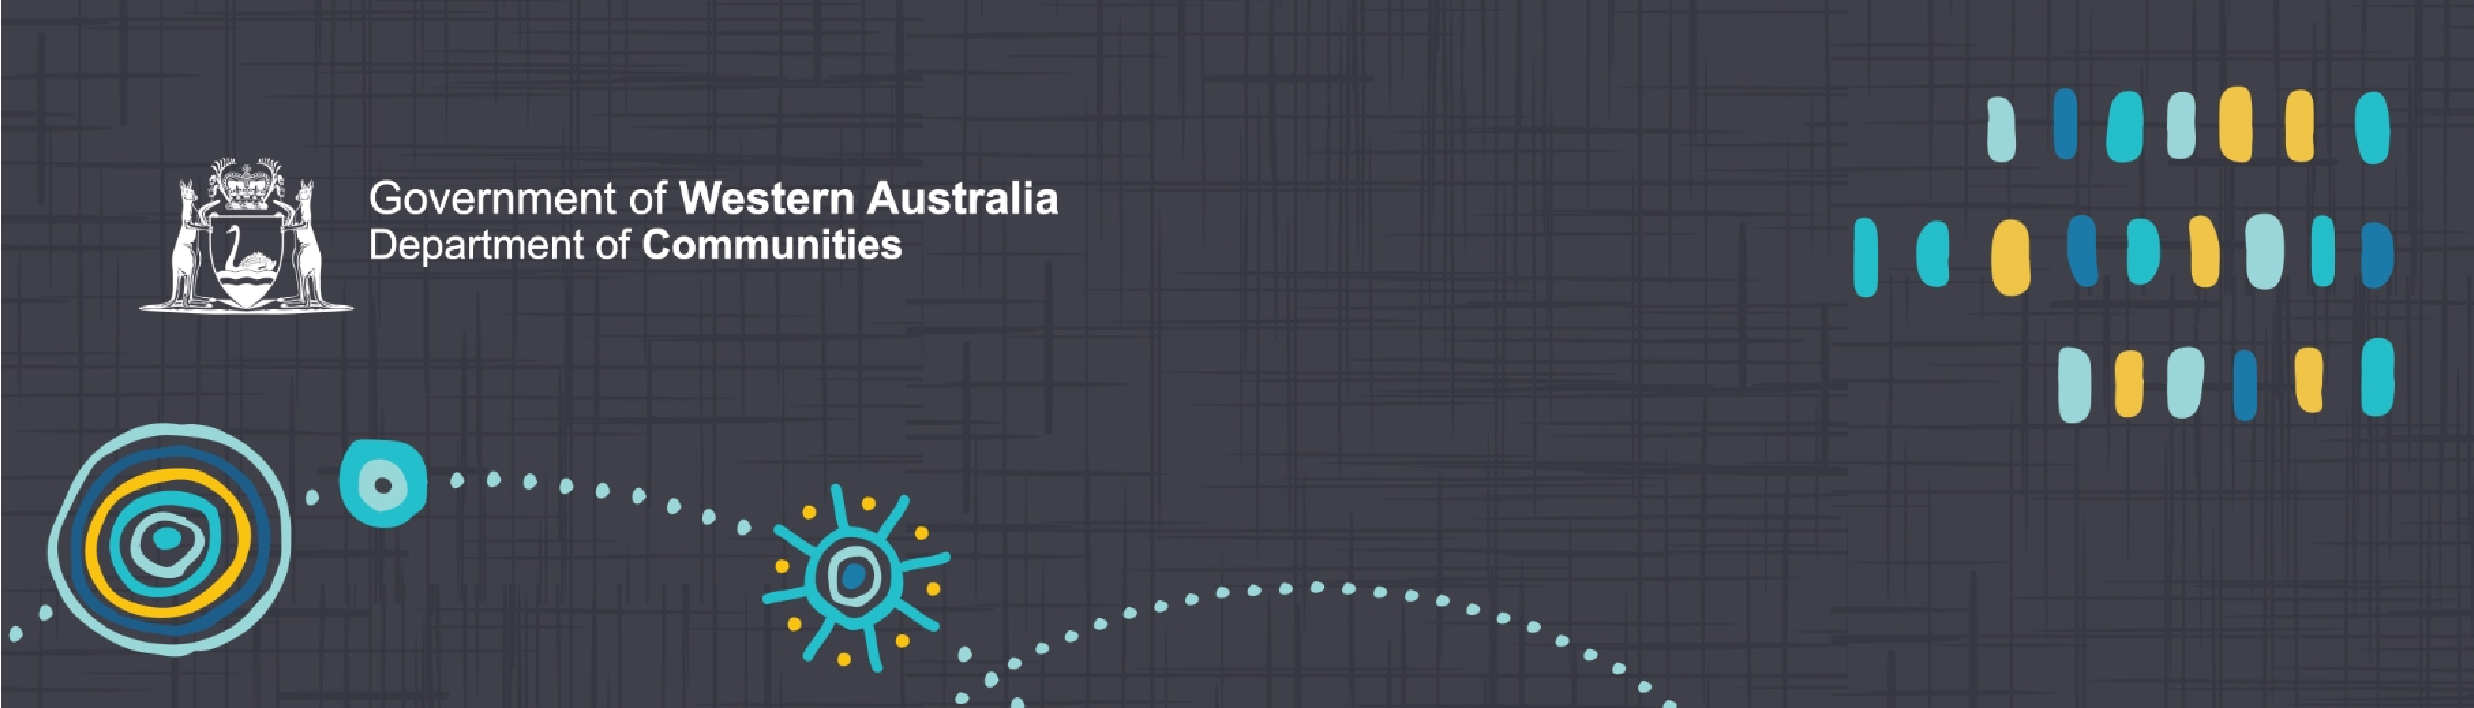 Government of Western Australia
Department of Communities